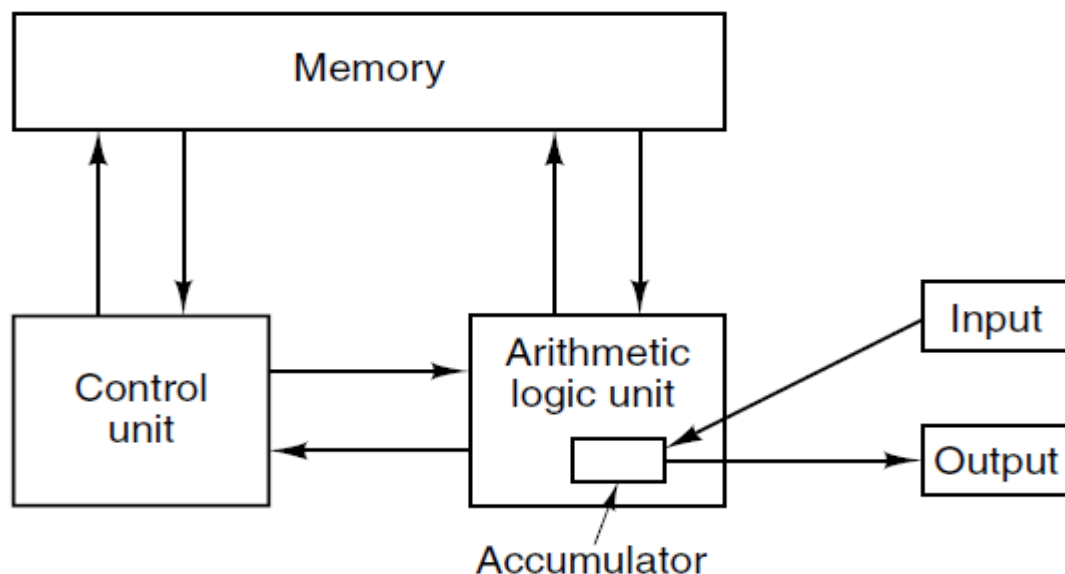 Memory
Control
unit
Arithmetic
logic unit
Input
Output
Accumulator